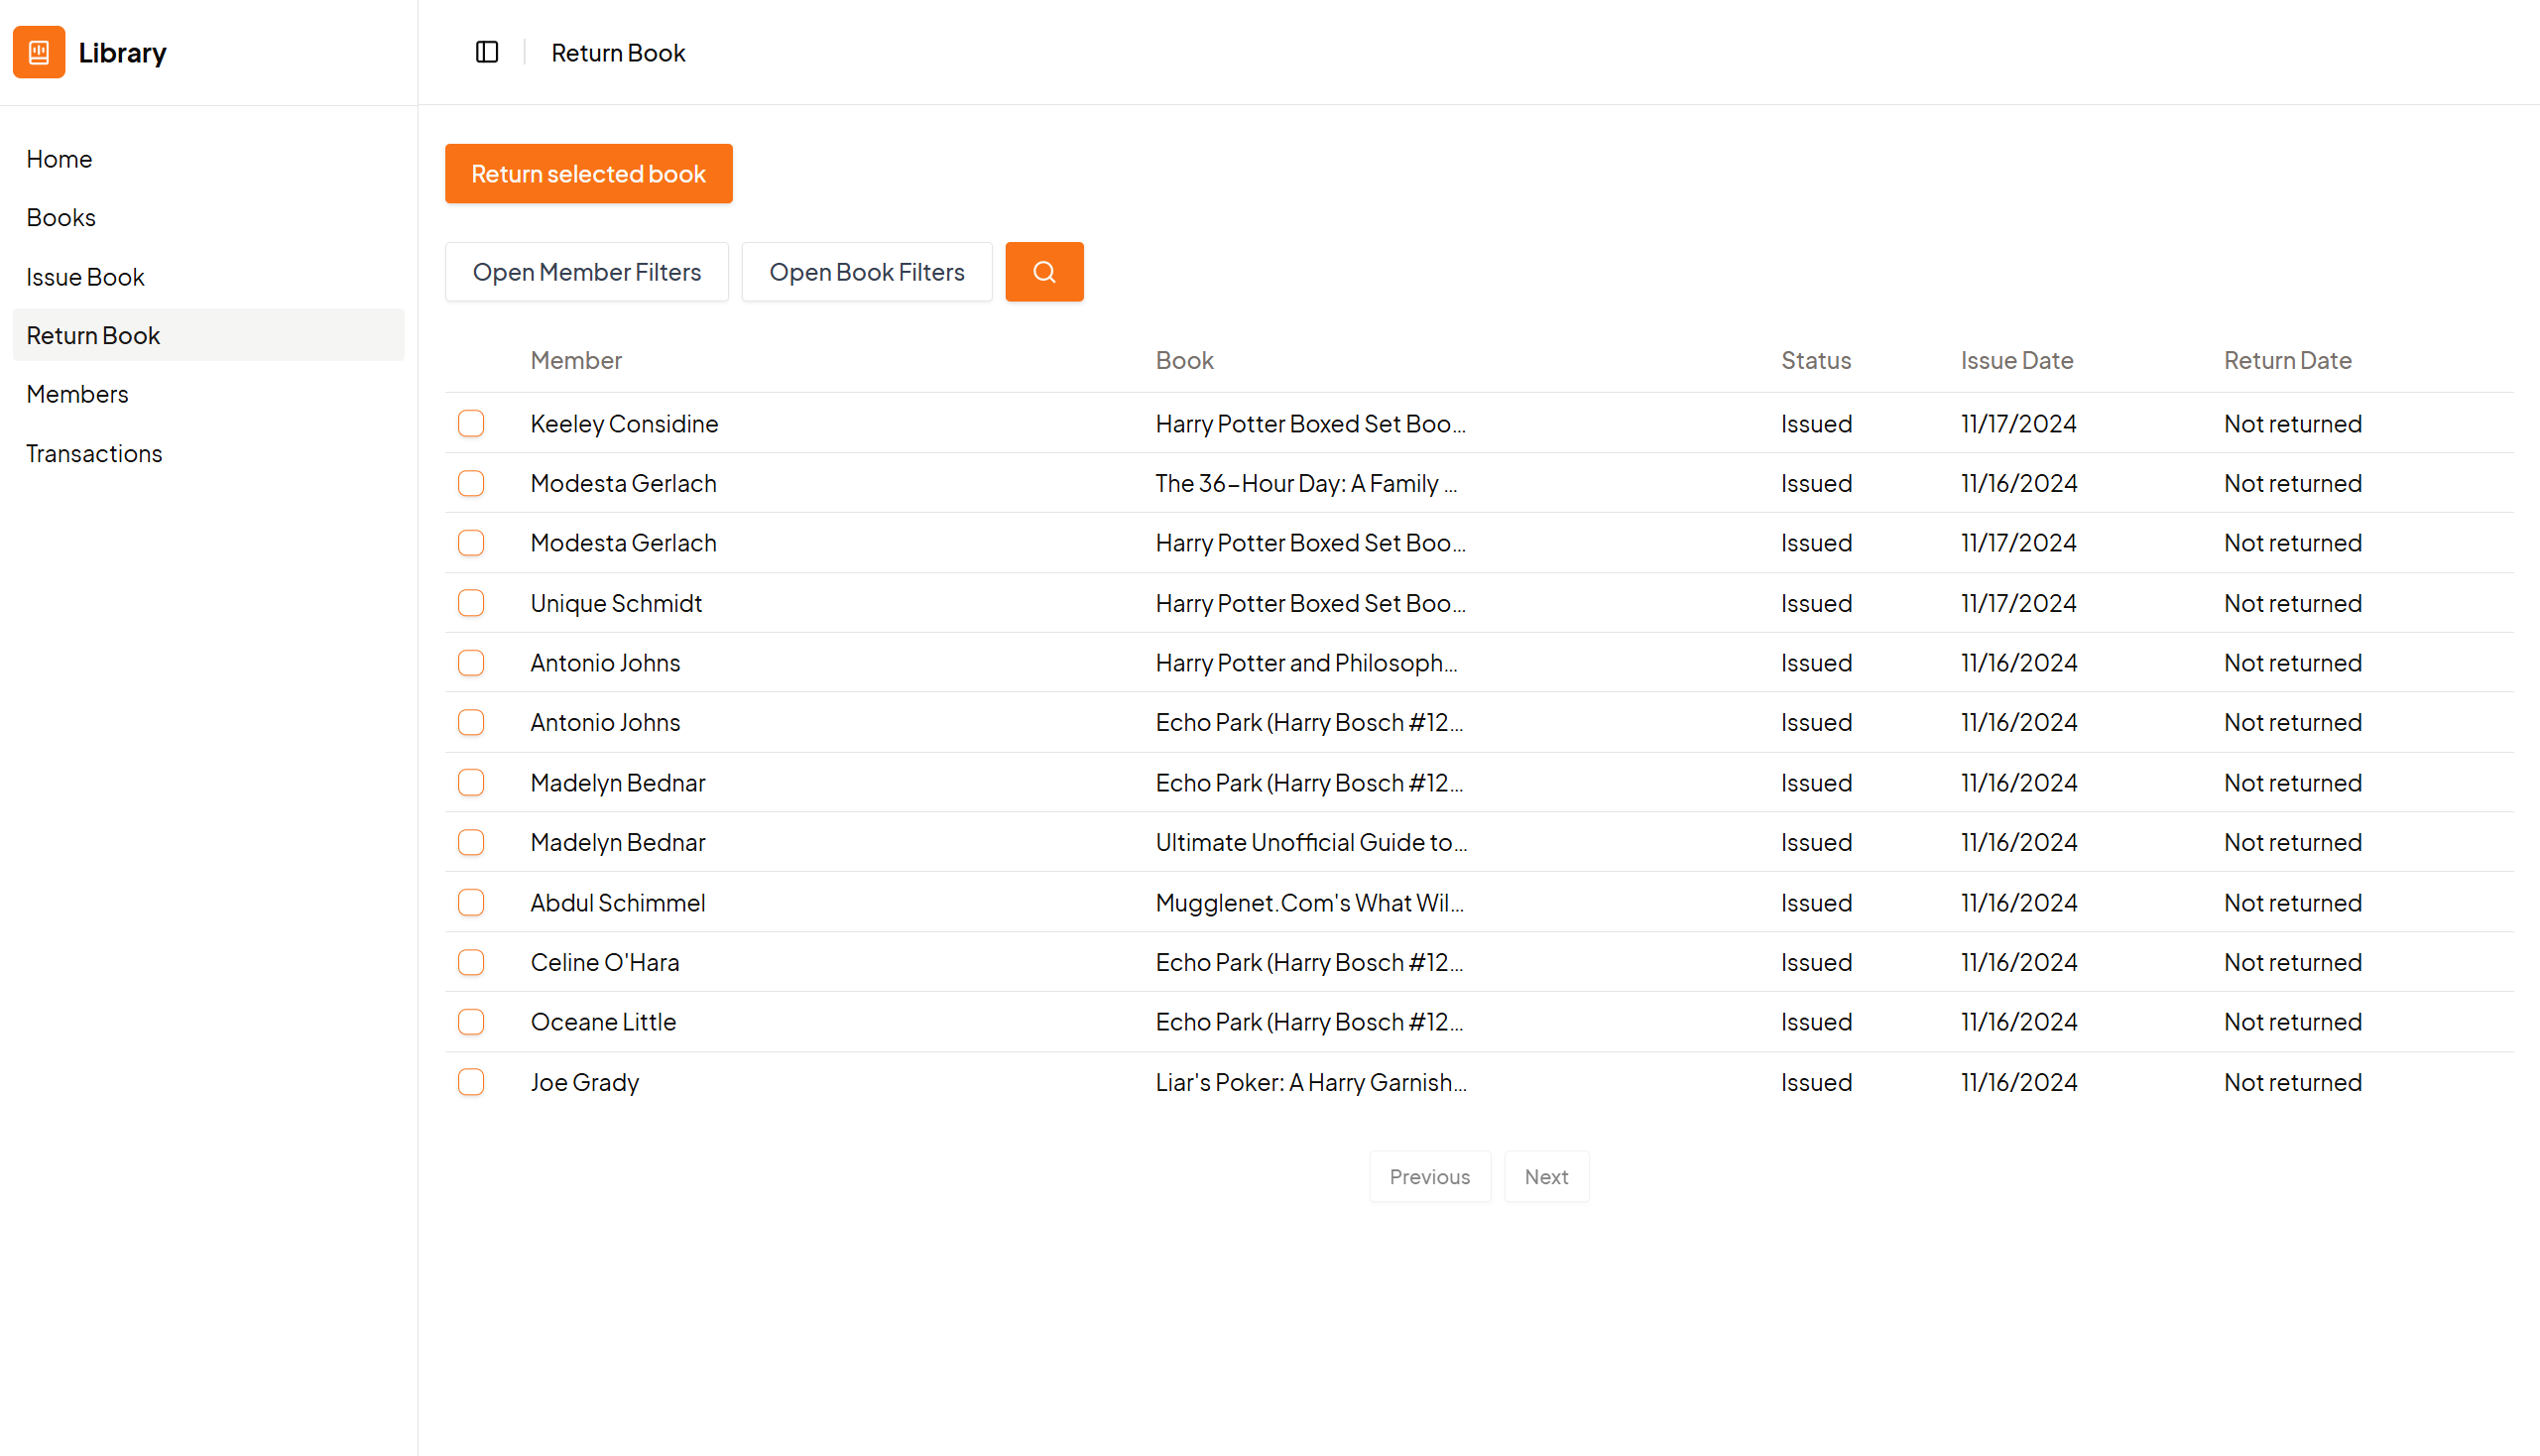 Library
Return Book
Home
Books
Issue Book
Return Book
Members
Transactions
Return selected book
Open Member Filters Open Book Filters
Member Book Status Issue Date Return Date
Keeley Considine Harry Potter Boxed Set Boo... Issued 11/17/2024 Not returned
Modesta Gerlach The 36-Hour Day: A Family ... Issued 11/16/2024 Not returned
Modesta Gerlach Harry Potter Boxed Set Boo... Issued 11/17/2024 Not returned
Unique Schmidt Harry Potter Boxed Set Boo... Issued 11/17/2024 Not returned
Antonio Johns Harry Potter and Philosoph... Issued 11/16/2024 Not returned
Antonio Johns Echo Park (Harry Bosch #12... Issued 11/16/2024 Not returned
Madelyn Bednar Echo Park (Harry Bosch #12... Issued 11/16/2024 Not returned
Madelyn Bednar Ultimate Unofficial Guide to... Issued 11/16/2024 Not returned
Abdul Schimmel Mugglenet.Com's What Wil... Issued 11/16/2024 Not returned
Celine O'Hara Echo Park (Harry Bosch #12... Issued 11/16/2024 Not returned
Oceane Little Echo Park (Harry Bosch #12... Issued 11/16/2024 Not returned
Joe Grady Liar's Poker: A Harry Garnish... Issued 11/16/2024 Not returned
Previous Next